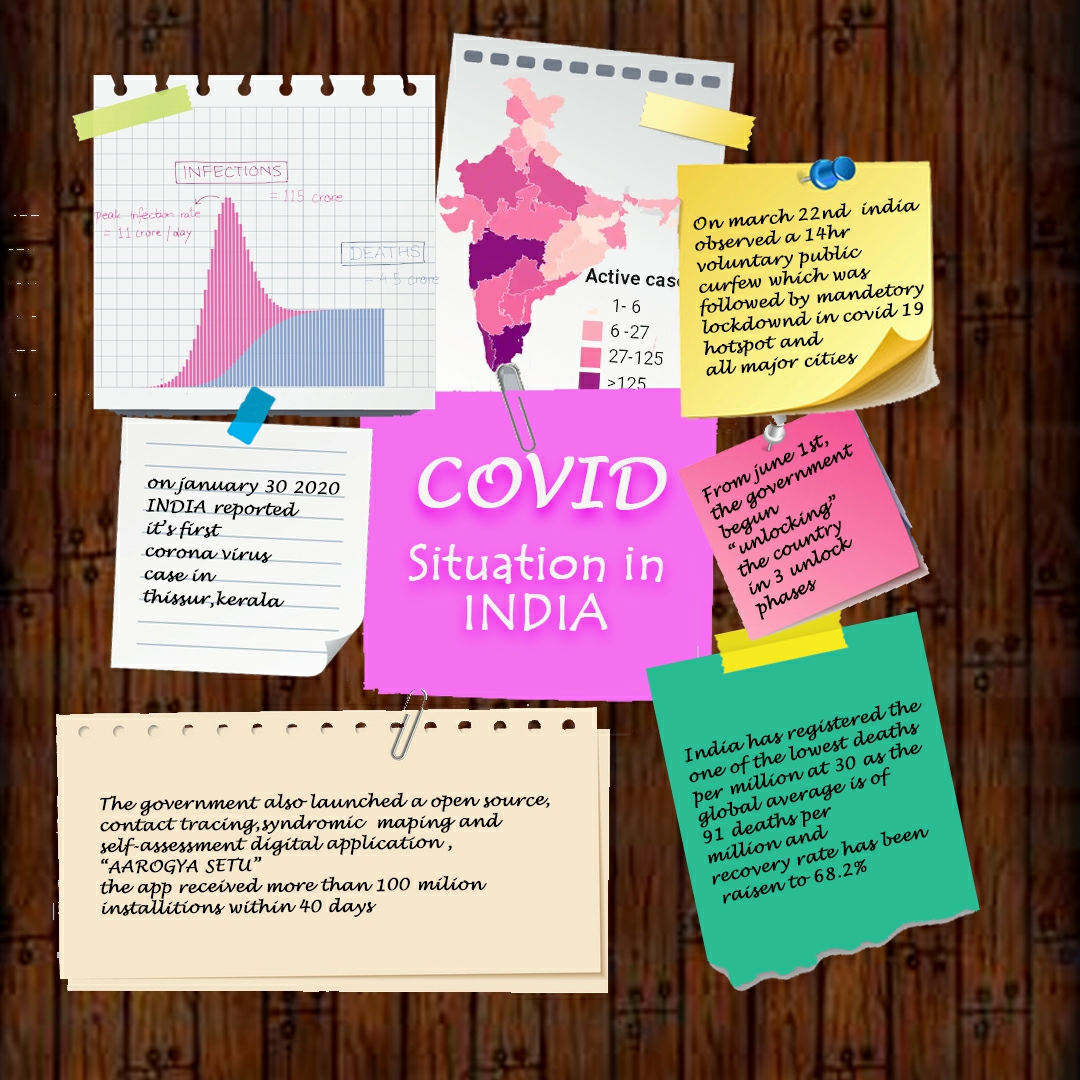 INFECTIONS
= 115 crore
peak infection rate
= 11 crore / day
DEATHS
= 4.5 crore
Active case
1- 6
6 -27
27-125
>125
On march 22nd india
observed a 14hr
voluntary public
curfew which was
followed by mandetory
lockdownd in covid 19
hotspot and
all major cities
on january 30 2020
INDIA reported
it's first
corona virus
case in
thissur,kerala
COVID
Situation in
INDIA
From june 1st,
the government
begun
“unlocking”
the country
in 3 unlock
phases
The government also launched a open source,
contact tracing,syndromic maping and
self-assessment digital application ,
“AAROGYA SETU”
the app received more than 100 milion
installitions within 40 days
India has registered the
one of the lowest deaths
per million at 30 as the
global average is of
91 deaths per
million and
recovery rate has been
raisen to 68.2%